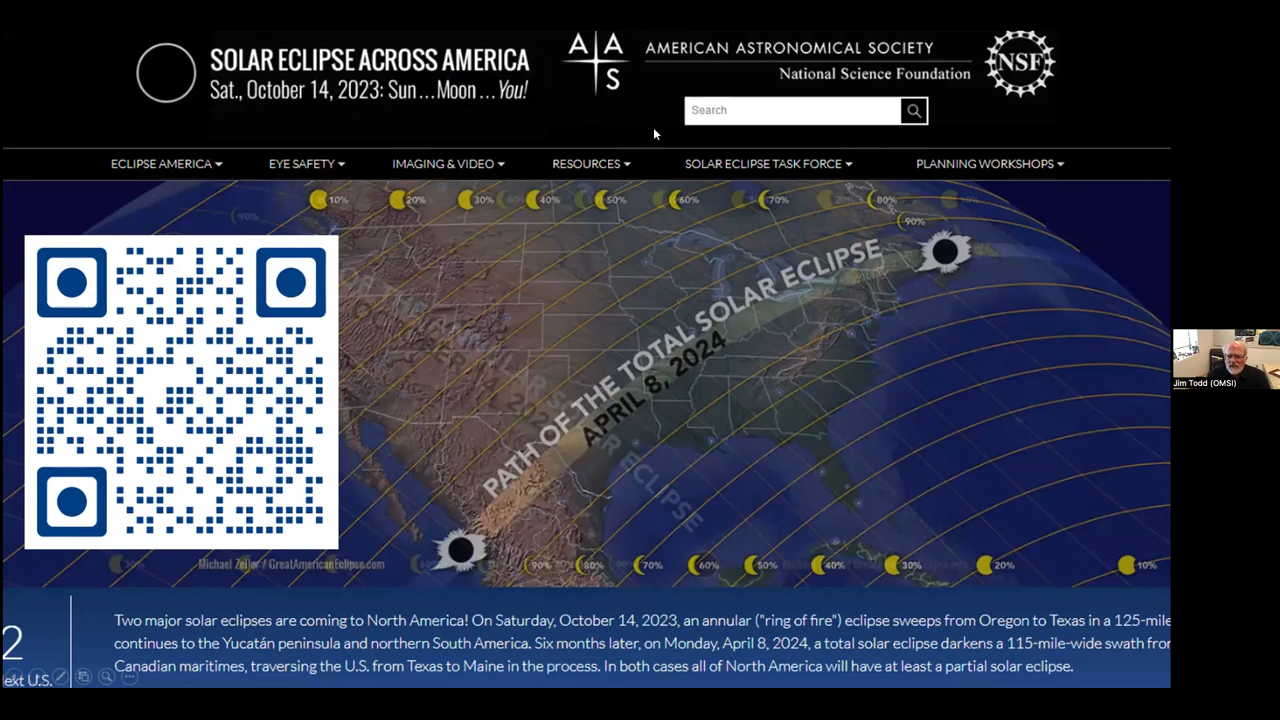 SOLAR ECLIPSE ACROSS AMERICA
Sat., October 14, 2023: Sun...Moon...You!
A A
S
AMERICAN ASTRONOMICAL SOCIETY
National Science Foundation
NSF
Search
ECLIPSE AMERICA
EYE SAFETY
IMAGING & VIDEO
RESOURCES
SOLAR ECLIPSE TASK FORCE
PLANNING WORKSHOPS
10%
20%
30%
40%
50%
60%
70%
80%
90%
90%
PATH OF THE TOTAL SOLAR ECLIPSE
APRIL 8, 2024
ECLIPSE
Michael Zeiler / GreatAmericanEclipse.com
90%
80%
70%
60%
50%
40%
30%
20%
10%
Jim Todd (OMSI)
2
ext U.S.
Two major solar eclipses are coming to North America! On Saturday, October 14, 2023, an annular ("ring of fire") eclipse sweeps from Oregon to Texas in a 125-mile
continues to the Yucatán peninsula and northern South America. Six months later, on Monday, April 8, 2024, a total solar eclipse darkens a 115-mile-wide swath fro
Canadian maritimes, traversing the U.S. from Texas to Maine in the process. In both cases all of North America will have at least a partial solar eclipse.